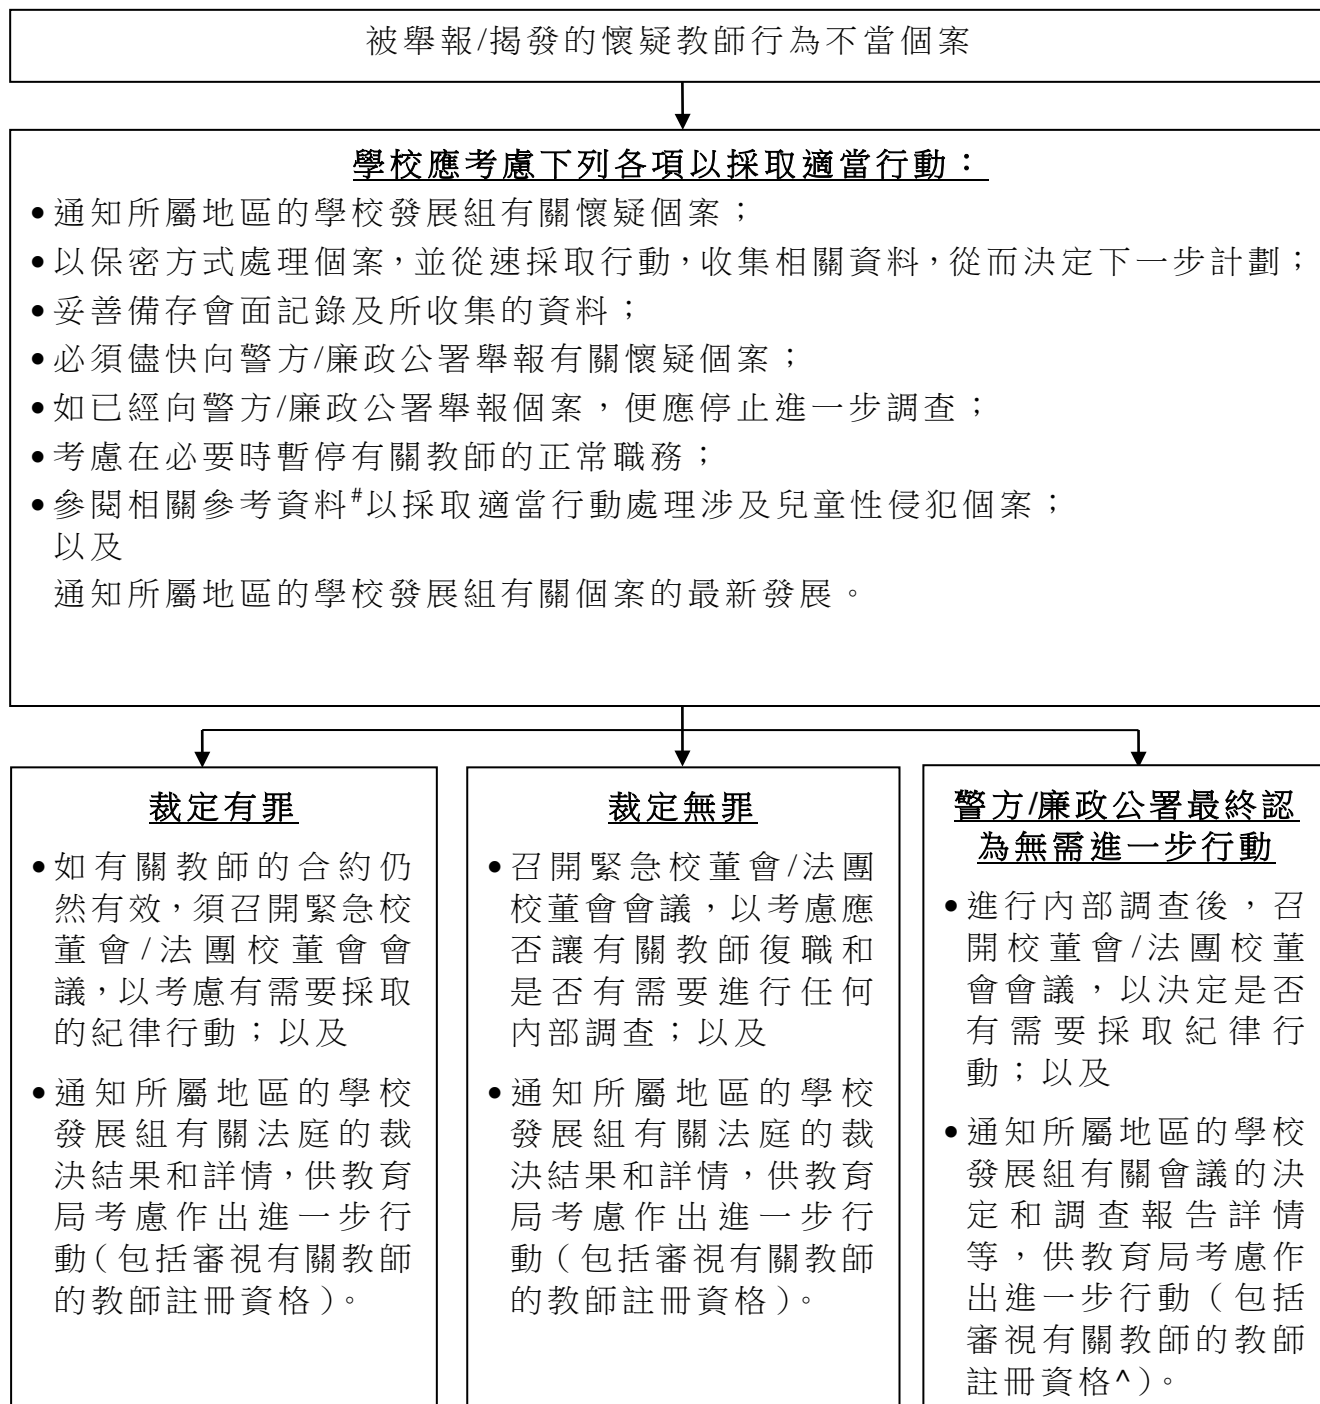 被舉報/揭發的懷疑教師行為不當個案
學校應考慮下列各項以採取適當行動：
•通知所屬地區的學校發展組有關懷疑個案；
•以保密方式處理個案，並從速採取行動，收集相關資料，從而決定下一步計劃；
•妥善備存會面記錄及所收集的資料；
•必須儘快向警方/廉政公署舉報有關懷疑個案；
•如已經向警方/廉政公署舉報個案，便應停止進一步調查；
•考慮在必要時暫停有關教師的正常職務；
•參閱相關參考資料#以採取適當行動處理涉及兒童性侵犯個案；
以及
通知所屬地區的學校發展組有關個案的最新發展。
裁定有罪
•如有關教師的合約仍
然有效，須召開緊急校
董會/法團校董會會
議，以考慮有需要採取
的紀律行動；以及
•通知所屬地區的學校
發展組有關法庭的裁
決結果和詳情，供教育
局考慮作出進一步行
動（包括審視有關教師
的教師註冊資格）。
裁定無罪
•召開緊急校董會/法團
校董會會議，以考慮應
否讓有關教師復職和
是否有需要進行任何
內部調查；以及
•通知所屬地區的學校
發展組有關法庭的裁
決結果和詳情，供教育
局考慮作出進一步行
動（包括審視有關教師
的教師註冊資格）。
警方/廉政公署最終認
為無需進一步行動
•進行內部調查後，召
開校董會/法團校董
會會議，以決定是否
有需要採取紀律行
動；以及
•通知所屬地區的學校
發展組有關會議的決
定和調查報告詳情
等，供教育局考慮作
出進一步行動（包括
審視有關教師的教師
註冊資格^）。